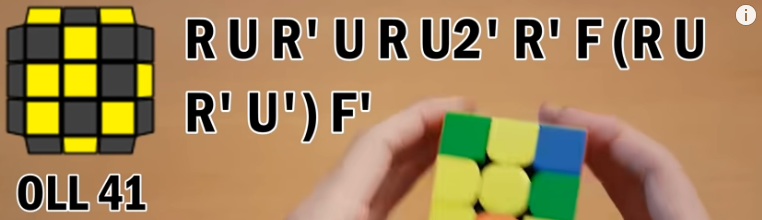 R U R' U R U2' R' F (R U
R' U') F'
OLL 41